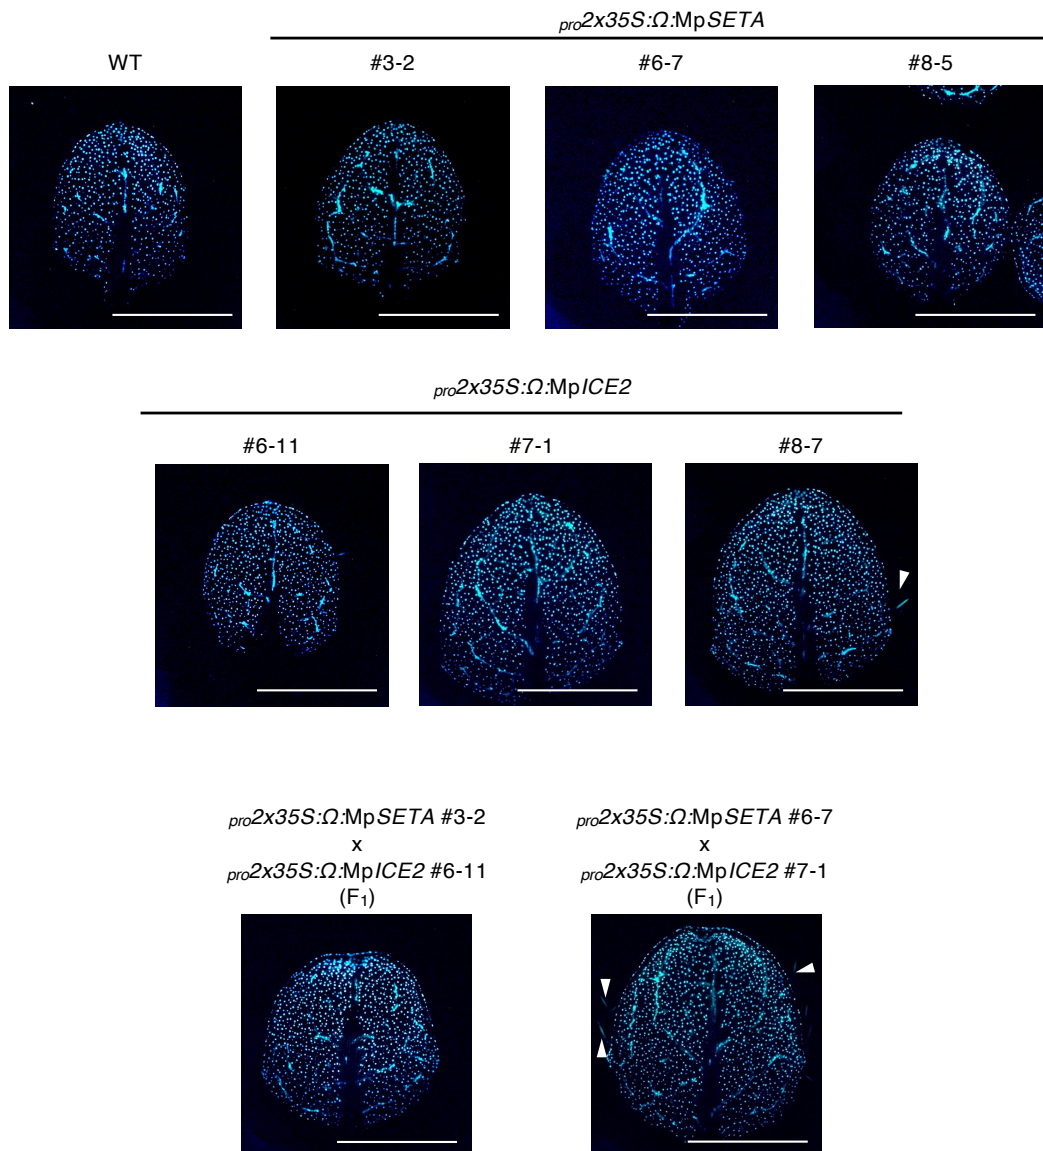 pro2x35S:Ω:MpSETA
WT #3-2 #6-7 #8-5
pro2x35S:Ω:MpICE2
#6-11 #7-1 #8-7
pro2x35S:Ω:MpSETA #3-2
x
pro2x35S:Ω:MpICE2 #6-11
(F1)
pro2x35S:Ω:MpSETA #6-7
x
pro2x35S:Ω:MpICE2 #7-1
(F1)